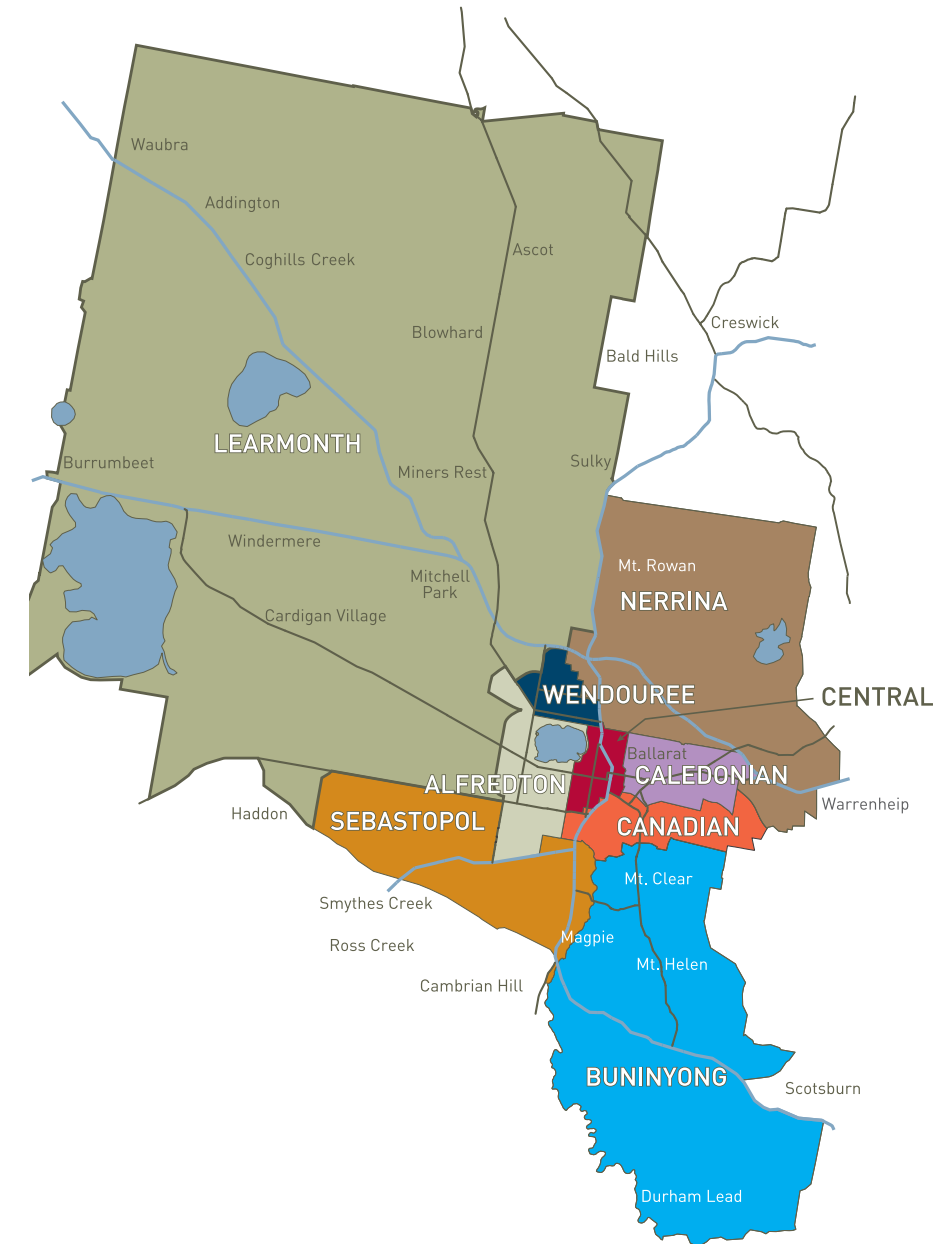 Waubra
Addington
Ascot
Coghills Creek
Creswick
Blowhard
Bald Hills
LEARMONTH
Burrumbeet
Sulky
Miners Rest
Windermere
Mt. Rowan
Mitchell
Park
NERRINA
Cardigan Village
WENDOUREE
CENTRAL
Ballarat
CALEDONIAN
ALFREDTON
Warrenheip
Haddon
SEBASTOPOL
CANADIAN
Mt. Clear
Smythes Creek
Magpie
Ross Creek
Mt. Helen
Cambrian Hill
BUNINYONG
Scotsburn
Durham Lead